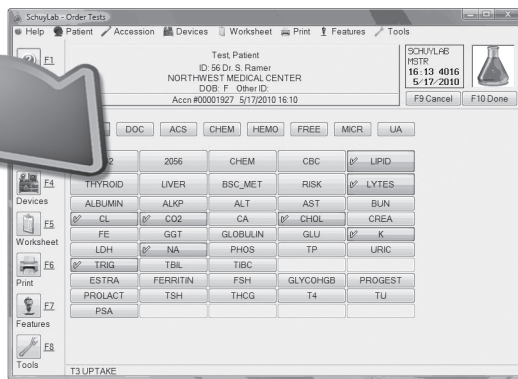 SchuyLab - Order Tests
Help Patient Accession Devices Worksheet Print Features Tools
F1
Test, Patient
ID: 56 Dr. S. Ramer
NORTHWEST MEDICAL CENTER
DOB: F Other ID:
Accn #00001927 5/17/2010 16:10
SCHUYLAB
MSTR
16:13 4016
5/17/2010
F9 Cancel F10 Done
DOC ACS CHEM HEMO FREE MICR UA
2056 CHEM CBC LIPID
F4 THYROID LIVER BSC_MET RISK LYTES
Devices ALBUMIN ALKP ALT AST BUN
F5 CL CO2 CA CHOL CREA
FE GGT GLOBULIN GLU K
Worksheet LDH NA PHOS TP URIC
F6 TRIG TBIL TIBC
Print ESTRA FERRITIN FSH GLYCOHGB PROGEST
F7 PROLACT TSH THCG T4 TU
PSA
Features
F8
Tools
T3 UPTAKE